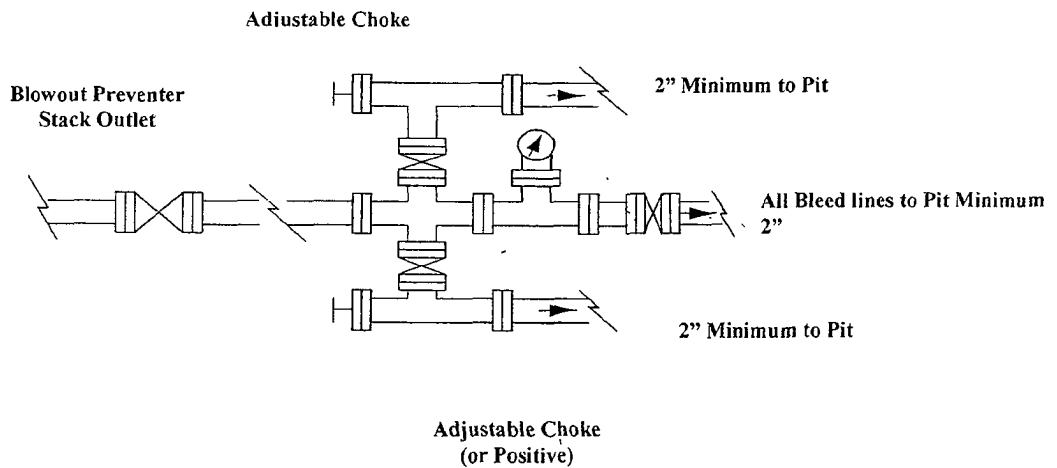 Adjustable Choke
Blowout Preventer
Stack Outlet
2” Minimum to Pit
All Bleed lines to Pit Minimum
2”
2” Minimum to Pit
Adjustable Choke
(or Positive)